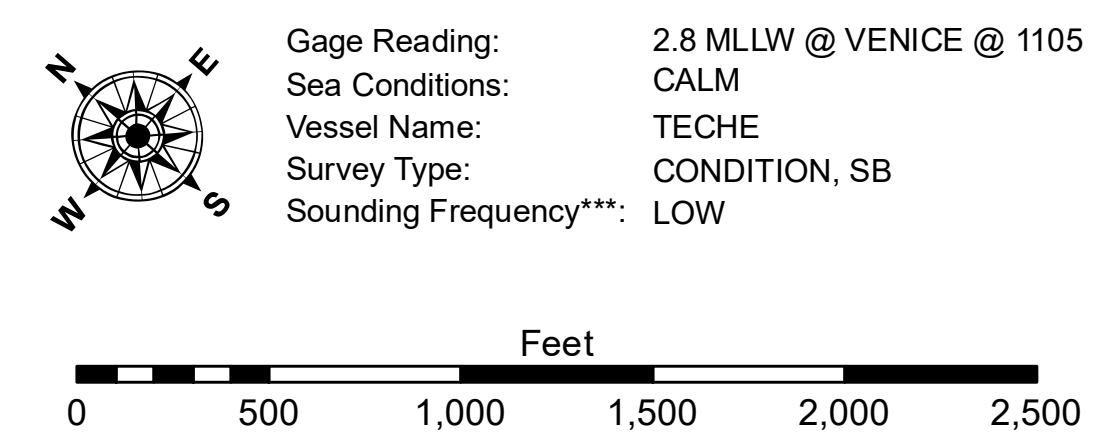 N E
W S
Gage Reading: 2.8 MLLW @ VENICE @ 1105
Sea Conditions: CALM
Vessel Name: TECHE
Survey Type: CONDITION, SB
Sounding Frequency***: LOW
Feet
0 500 1,000 1,500 2,000 2,500